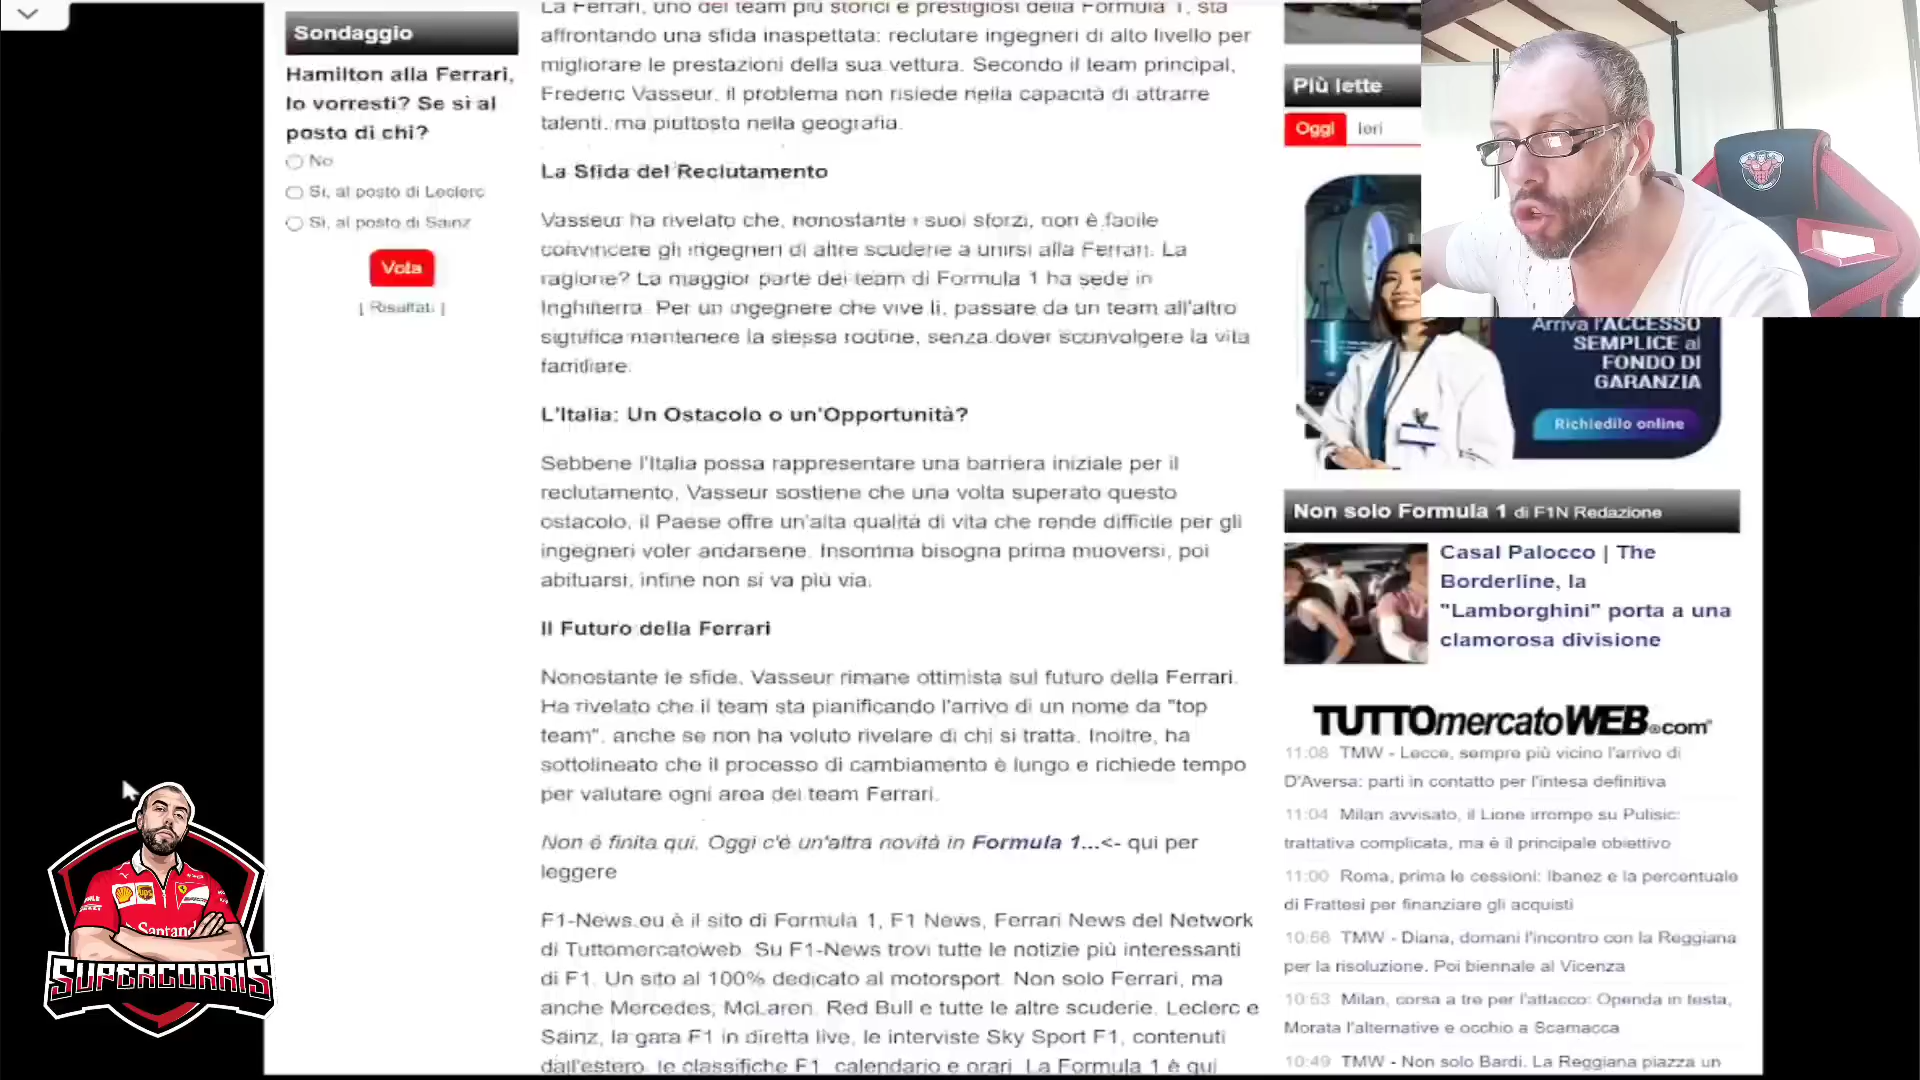 Sondaggio
Hamilton alla Ferrari,
lo vorresti? Se sì al
posto di chi?
No
Sì, al posto di Leclerc
Sì, al posto di Sainz
Vota
[ Risultati ]
La Ferrari, uno dei team più storici e prestigiosi della Formula 1, sta
affrontando una sfida inaspettata: reclutare ingegneri di alto livello per
migliorare le prestazioni della sua vettura. Secondo il team principal,
Frederic Vasseur, il problema non risiede nella capacità di attrarre
talenti, ma piuttosto nella geografia.
La Sfida del Reclutamento
Vasseur ha rivelato che, nonostante i suoi sforzi, non è facile
convincere gli ingegneri di altre scuderie a unirsi alla Ferrari. La
ragione? La maggior parte dei team di Formula 1 ha sede in
Inghilterra. Per un ingegnere che vive lì, passare da un team all'altro
significa mantenere la stessa routine, senza dover sconvolgere la vita
familiare.
L'Italia: Un Ostacolo o un'Opportunità?
Sebbene l'Italia possa rappresentare una barriera iniziale per il
reclutamento, Vasseur sostiene che una volta superato questo
ostacolo, il Paese offre un'alta qualità di vita che rende difficile per gli
ingegneri voler andarsene. Insomma bisogna prima muoversi, poi
abituarsi, infine non si va più via.
Il Futuro della Ferrari
Nonostante le sfide, Vasseur rimane ottimista sul futuro della Ferrari.
Ha rivelato che il team sta pianificando l'arrivo di un nome da "top
team", anche se non ha voluto rivelare di chi si tratta. Inoltre, ha
sottolineato che il processo di cambiamento è lungo e richiede tempo
per valutare ogni area del team Ferrari.
Non é finita qui. Oggi c'è un'altra novità in Formula 1...<- qui per
leggere
F1-News.eu è il sito di Formula 1, F1 News, Ferrari News del Network
di Tuttomercatoweb. Su F1-News trovi tutte le notizie più interessanti
di F1. Un sito al 100% dedicato al motorsport. Non solo Ferrari, ma
anche Mercedes, McLaren, Red Bull e tutte le altre scuderie. Leclerc e
Sainz, la gara F1 in diretta live, le interviste Sky Sport F1, contenuti
dall'estero, le classifiche F1, calendario e orari. La Formula 1 è qui
Più lette
Oggi Ieri
Arriva l'ACCESSO
SEMPLICE al
FONDO DI
GARANZIA
Richiedilo online
Non solo Formula 1 di F1N Redazione
Casal Palocco | The
Borderline, la
"Lamborghini" porta a una
clamorosa divisione
TUTTOmercatoWEB.com
11:08 TMW - Lecce, sempre più vicino l'arrivo di
D'Aversa: parti in contatto per l'intesa definitiva
11:04 Milan avvisato, il Lione irrompe su Pulisic:
trattativa complicata, ma è il principale obiettivo
11:00 Roma, prima le cessioni: Ibanez e la percentuale
di Frattesi per finanziare gli acquisti
10:56 TMW - Diana, domani l'incontro con la Reggiana
per la risoluzione. Poi biennale al Vicenza
10:53 Milan, corsa a tre per l'attacco: Openda in testa,
Morata l'alternative e occhio a Scamacca
10:49 TMW - Non solo Bardi. La Reggiana piazza un
ups
Santand
SUPERCORRIS